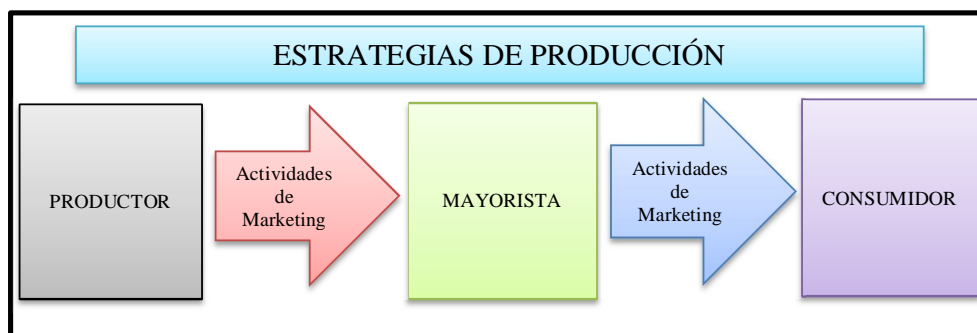 ESTRATEGIAS DE PRODUCCIÓN
PRODUCTOR
Actividades
de
Marketing
MAYORISTA
Actividades
de
Marketing
CONSUMIDOR